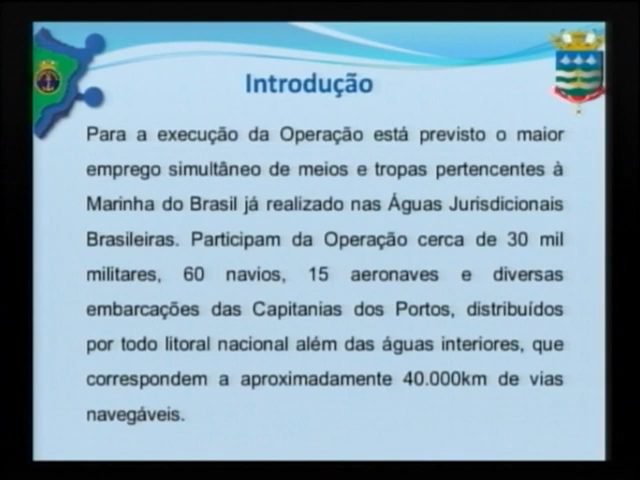 Introdução
Para a execução da Operação está previsto o maior
emprego simultâneo de meios e tropas pertencentes à
Marinha do Brasil já realizado nas Águas Jurisdicionais
Brasileiras. Participam da Operação cerca de 30 mil
militares, 60 navios, 15 aeronaves e diversas
embarcações das Capitanias dos Portos, distribuídos
por todo litoral nacional além das águas interiores, que
correspondem a aproximadamente 40.000km de vias
navegáveis.